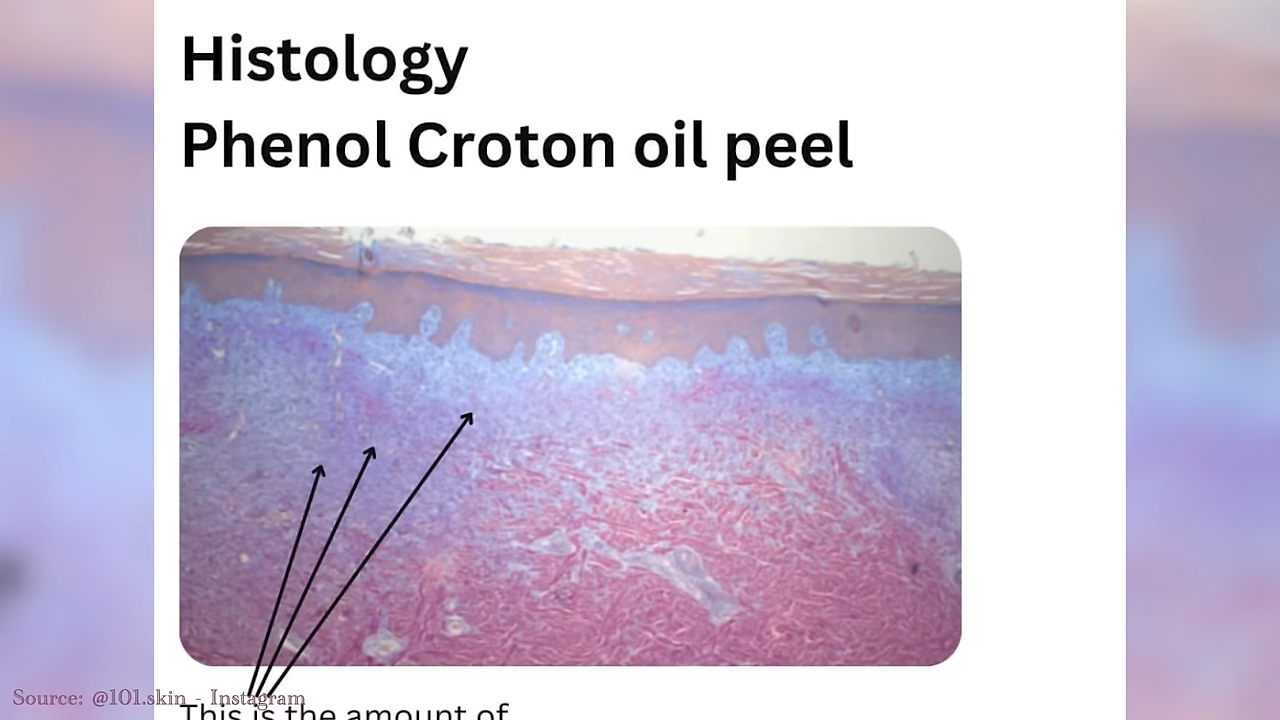 Histology
Phenol Croton oil peel
Source: @101.skin - Instagram
This is the amount of